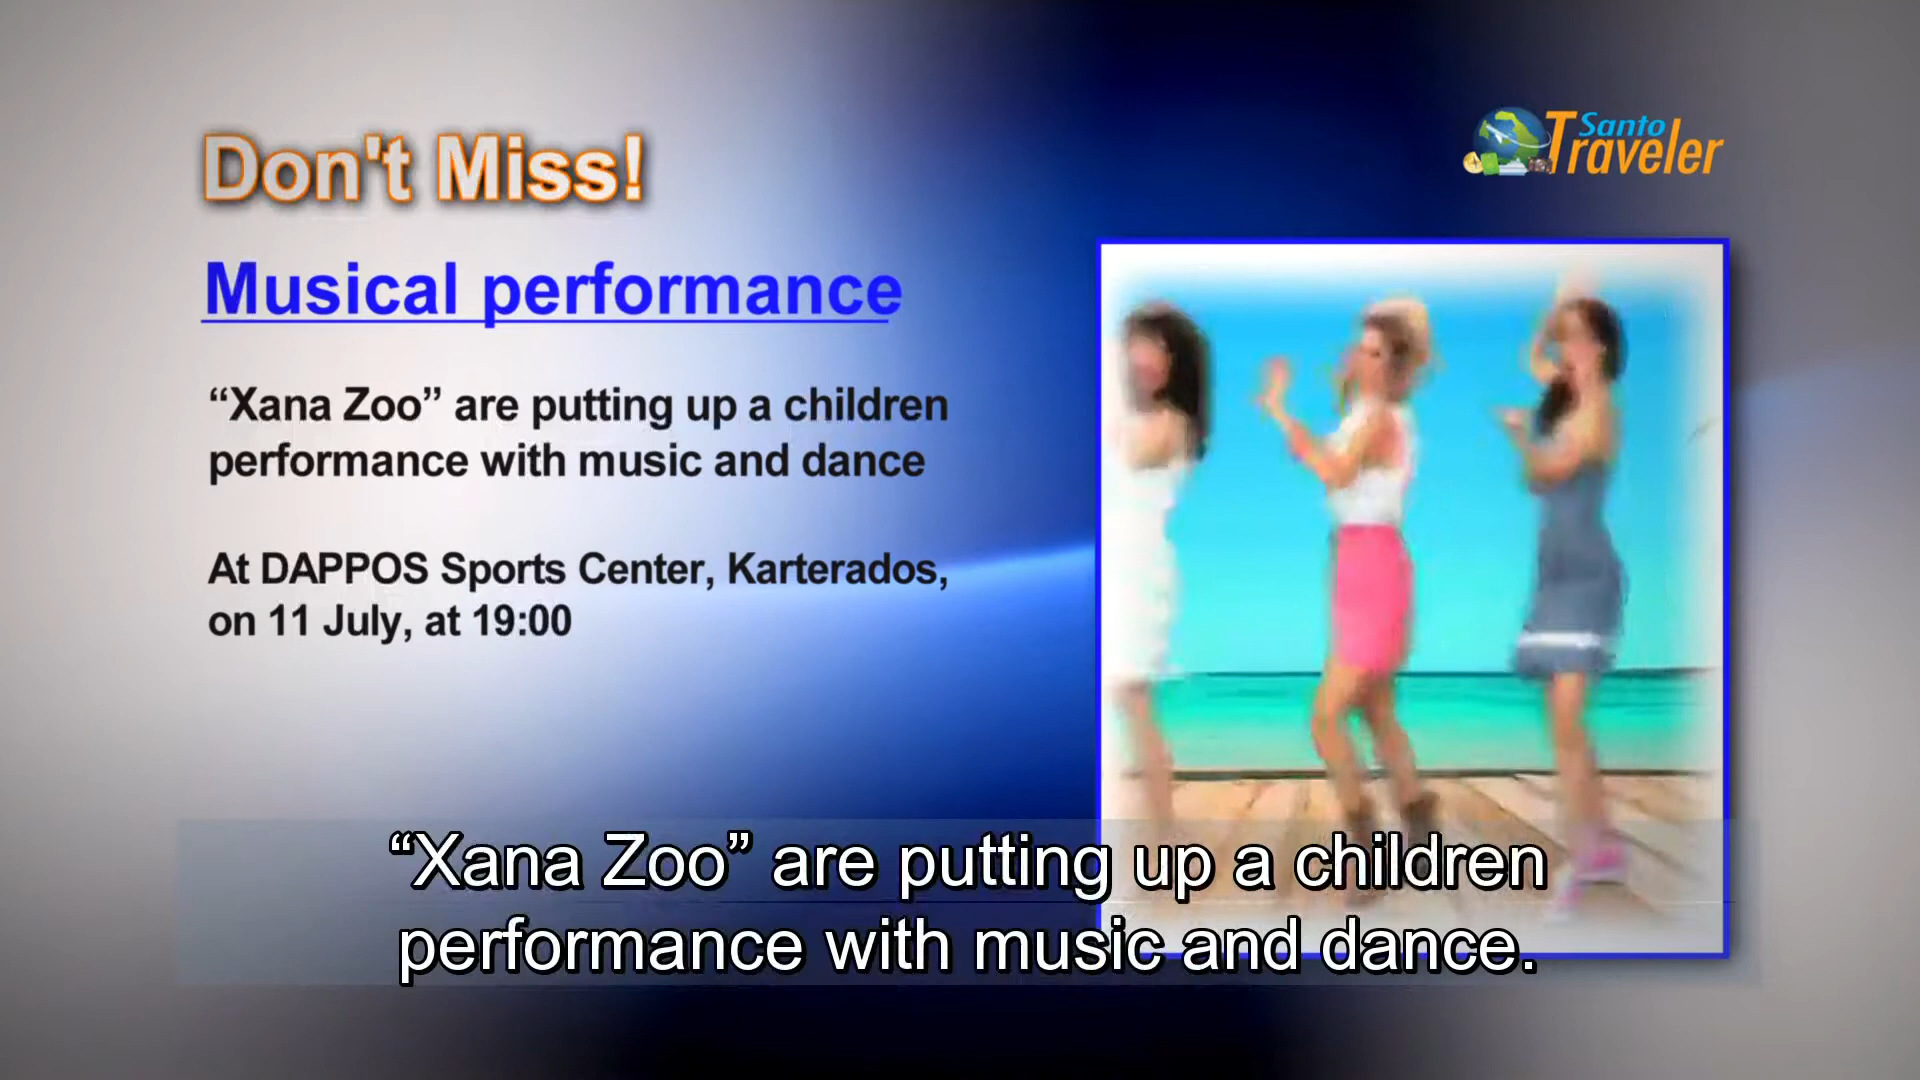 Don't Miss!
Santo
Traveler
Musical performance
“Xana Zoo” are putting up a children
performance with music and dance
At DAPPOS Sports Center, Karterados,
on 11 July, at 19:00
“Xana Zoo” are putting up a children
performance with music and dance.